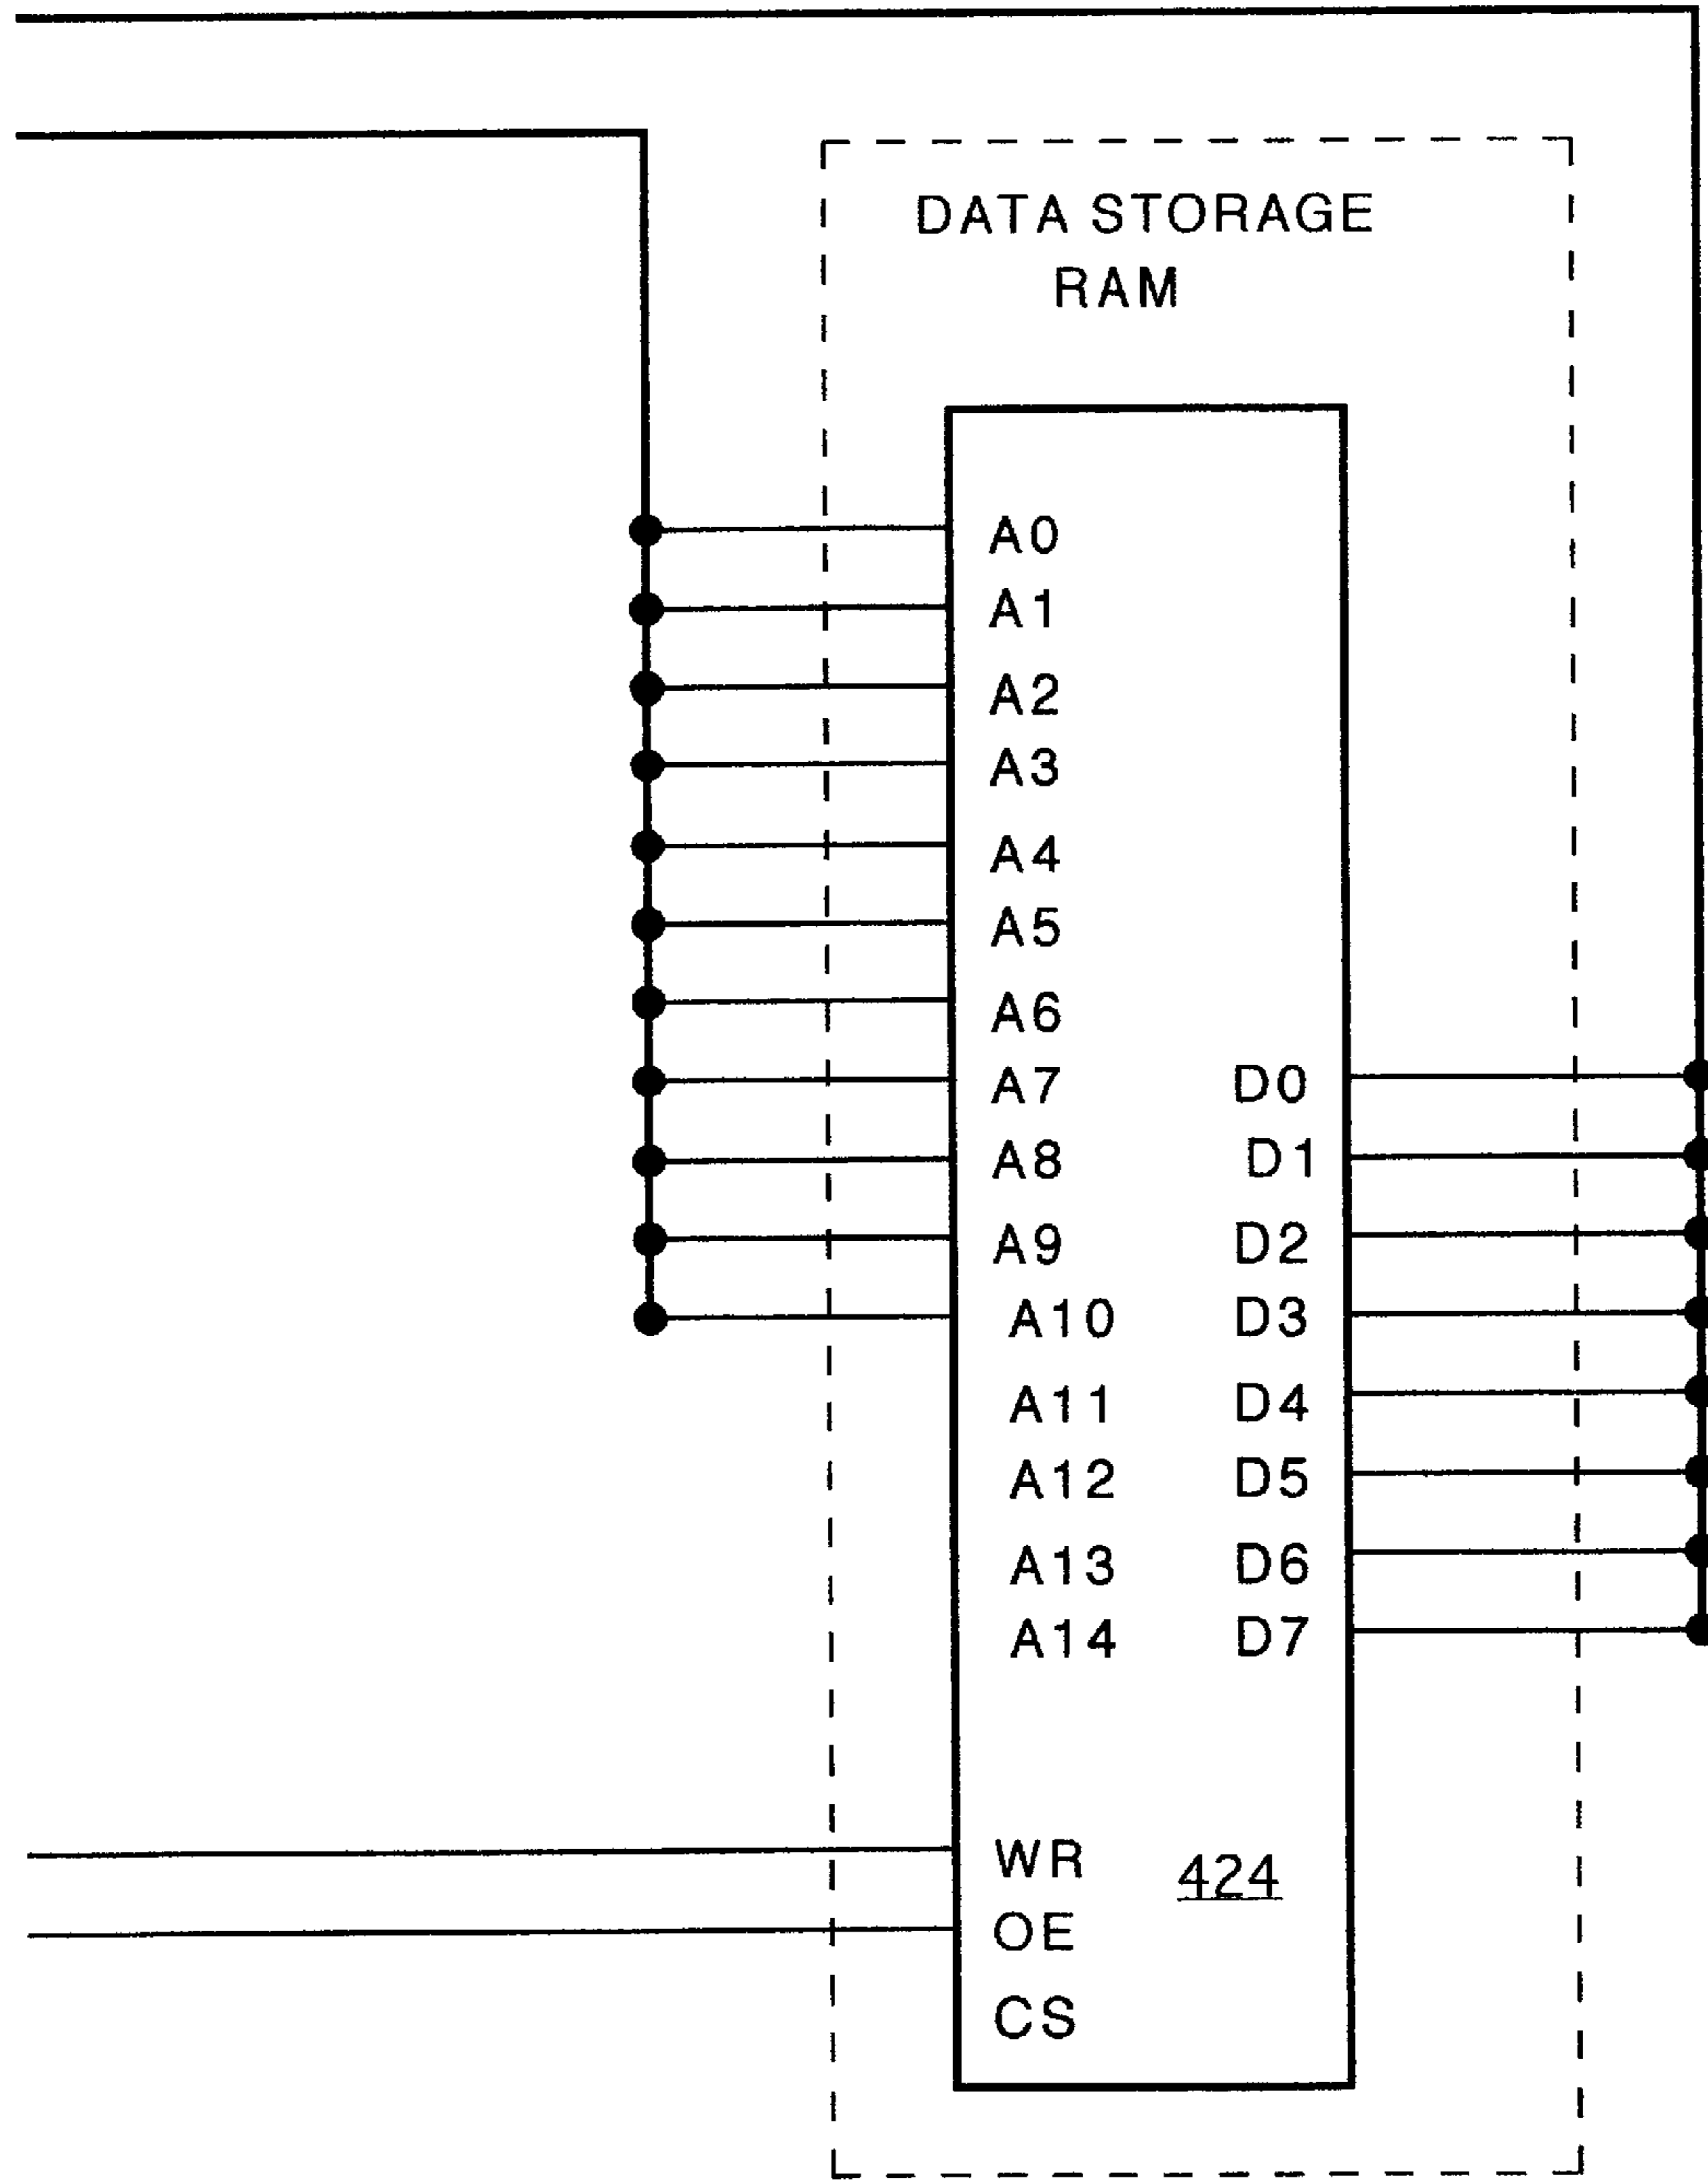 DATA STORAGE
RAM
A0
A1
A2
A3
A4
A5
A6
A7 D0
A8 D1
A9 D2
A10 D3
A11 D4
A12 D5
A13 D6
A14 D7
WR 424
OE
CS